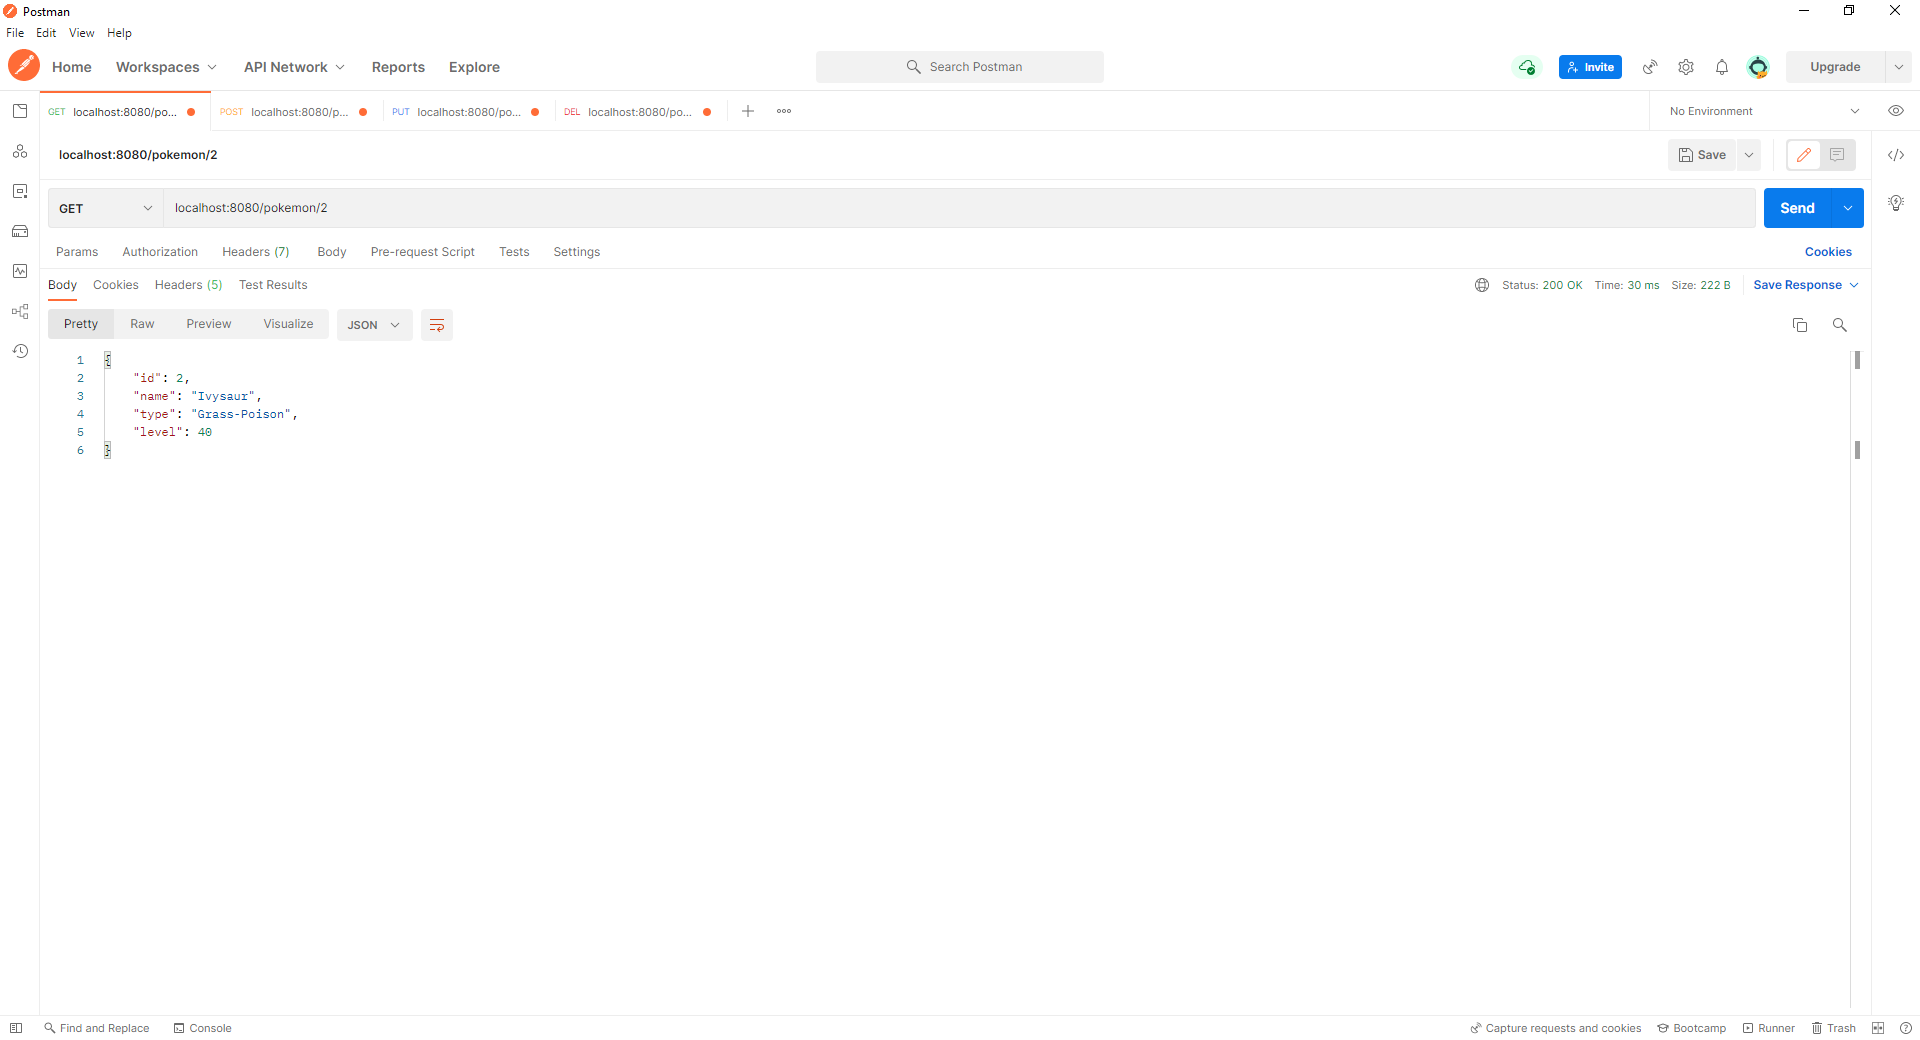 Postman
File Edit View Help
Home Workspaces API Network Reports Explore Search Postman Invite Upgrade
GET localhost:8080/po... POST localhost:8080/p... PUT localhost:8080/po... DEL localhost:8080/po... No Environment
localhost:8080/pokemon/2 Save
GET localhost:8080/pokemon/2 Send
Params Authorization Headers (7) Body Pre-request Script Tests Settings Cookies
Body Cookies Headers (5) Test Results Status: 200 OK Time: 30 ms Size: 222 B Save Response
Pretty Raw Preview Visualize JSON
1 {
2 "id": 2,
3 "name": "Ivysaur",
4 "type": "Grass-Poison",
5 "level": 40
6 }
Find and Replace Console Capture requests and cookies Bootcamp Runner Trash